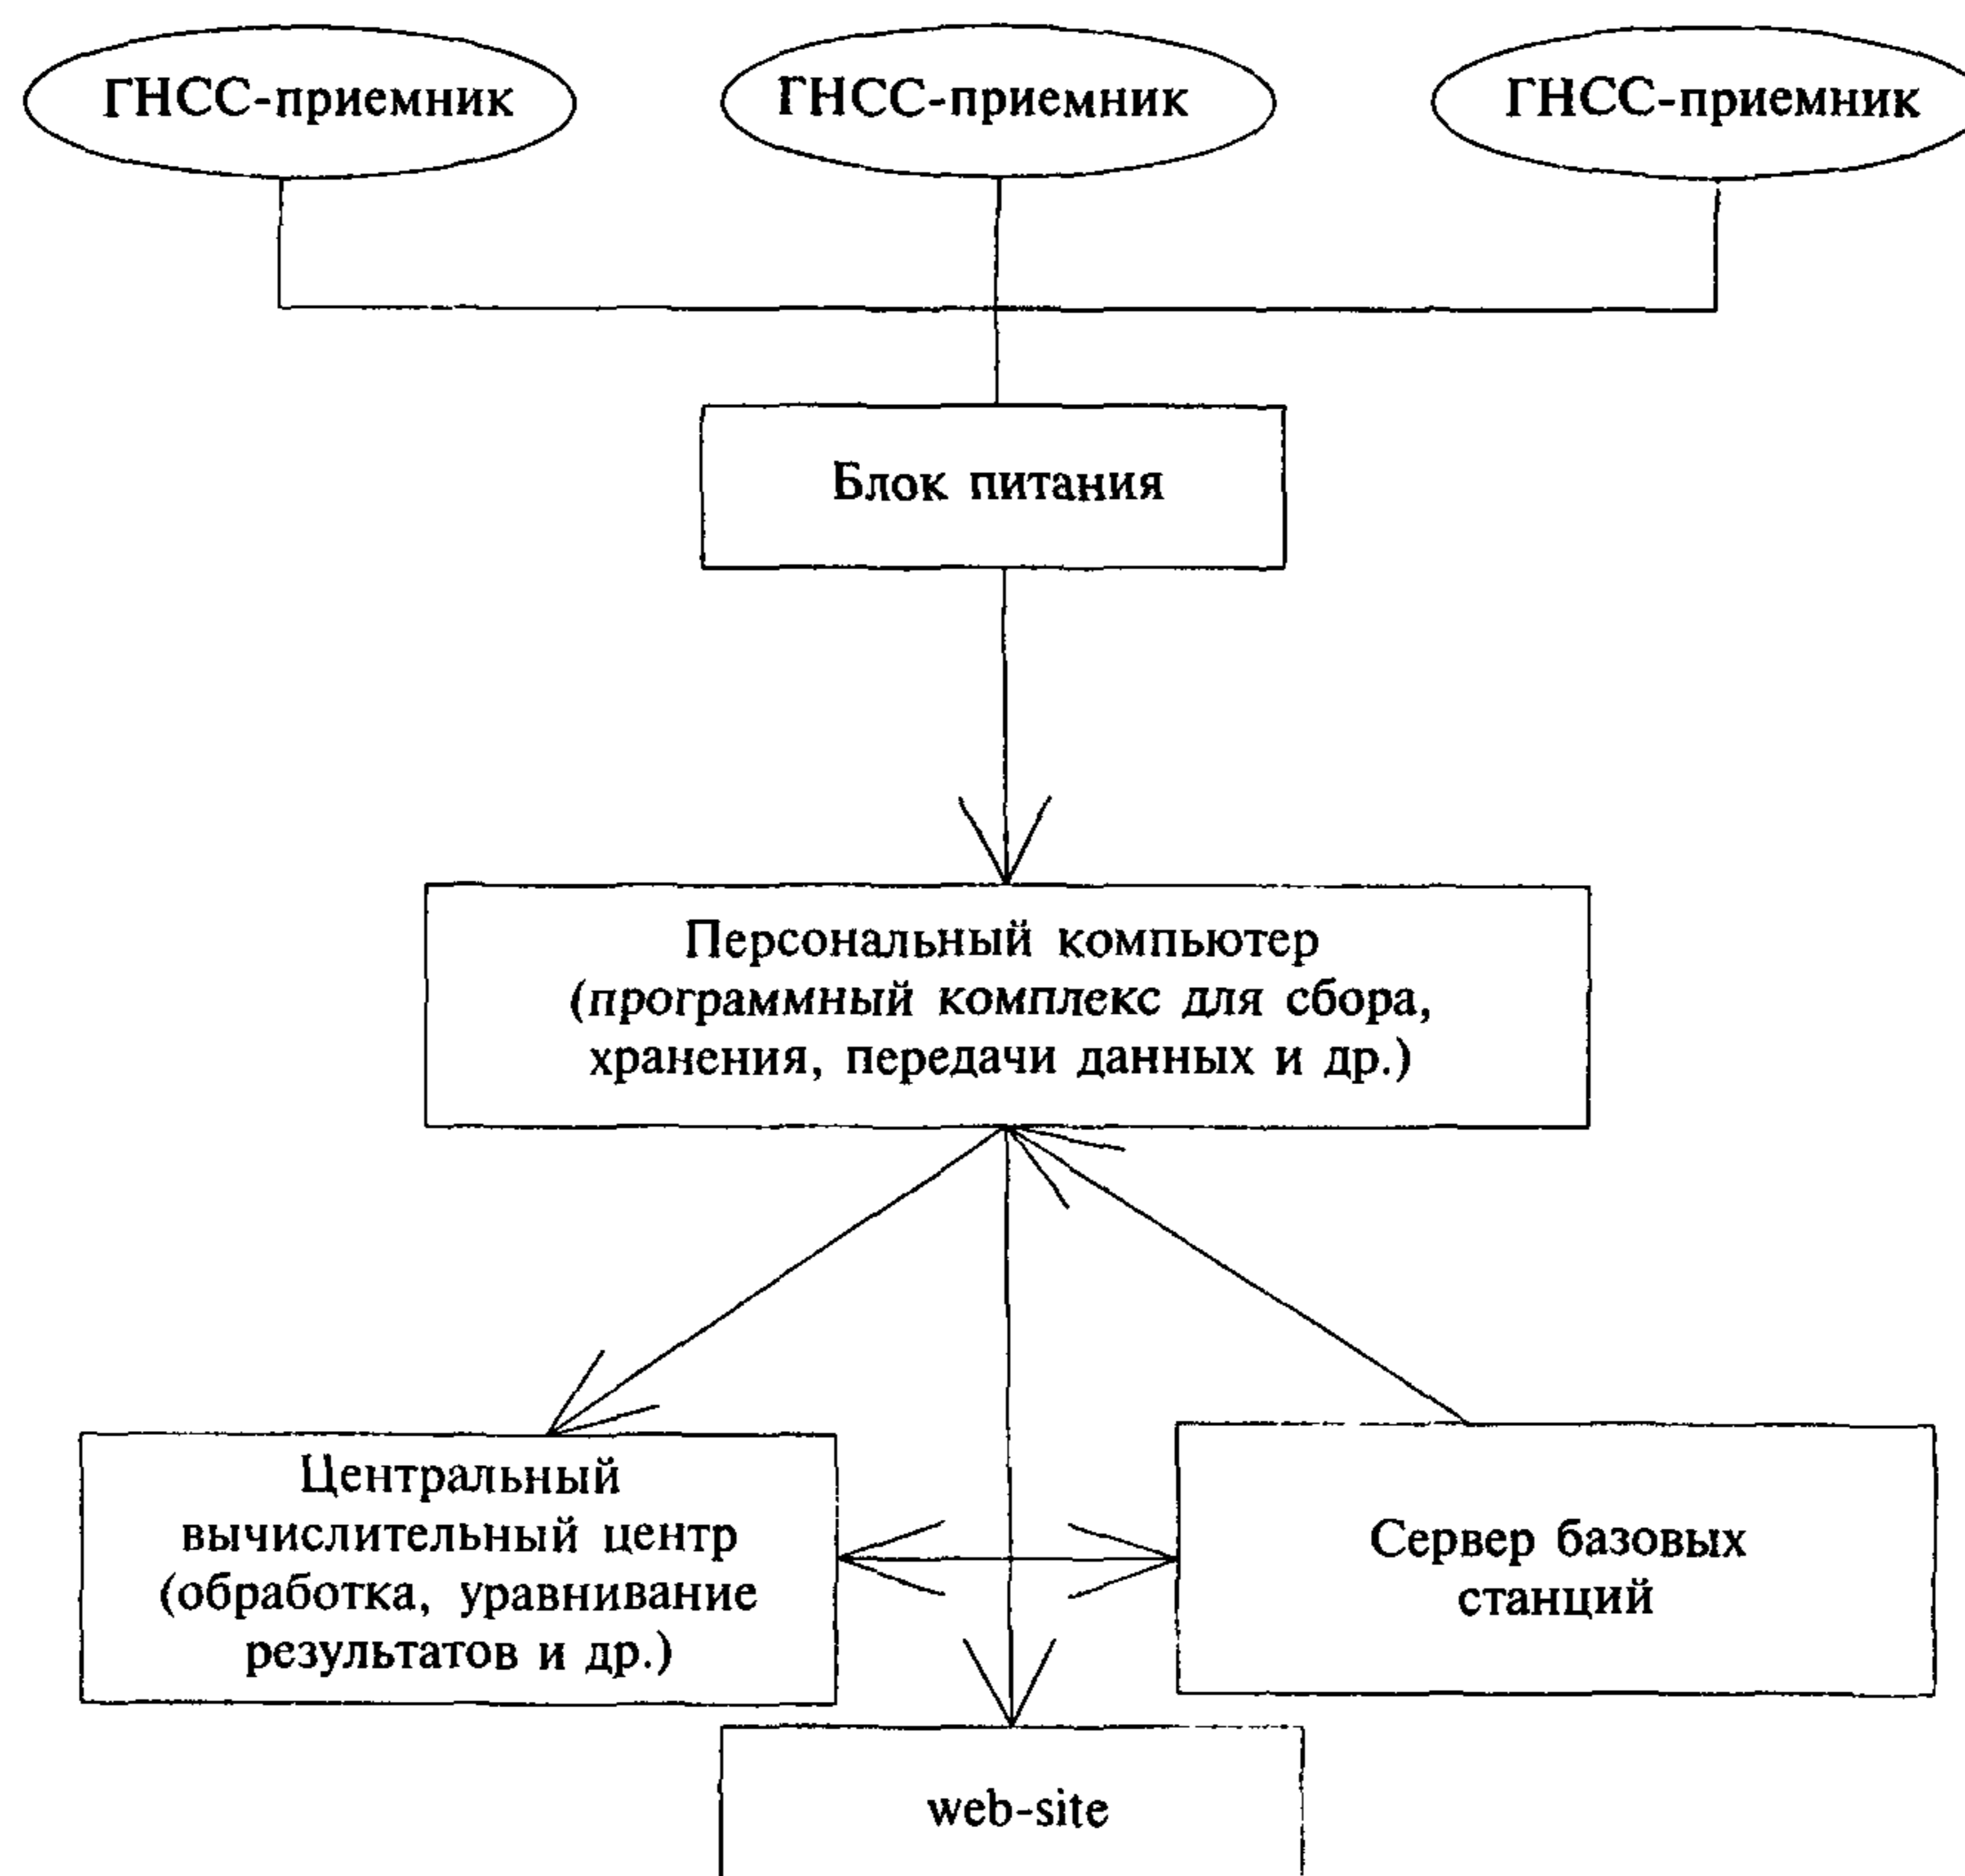 ГНСС-приемник
ГНСС-приемник
ГНСС-приемник
Блок питания
Персональный компьютер
(программный комплекс для сбора,
хранения, передачи данных и др.)
Центральный
вычислительный центр
(обработка, уравнивание
результатов и др.)
Сервер базовых
станций
web-site